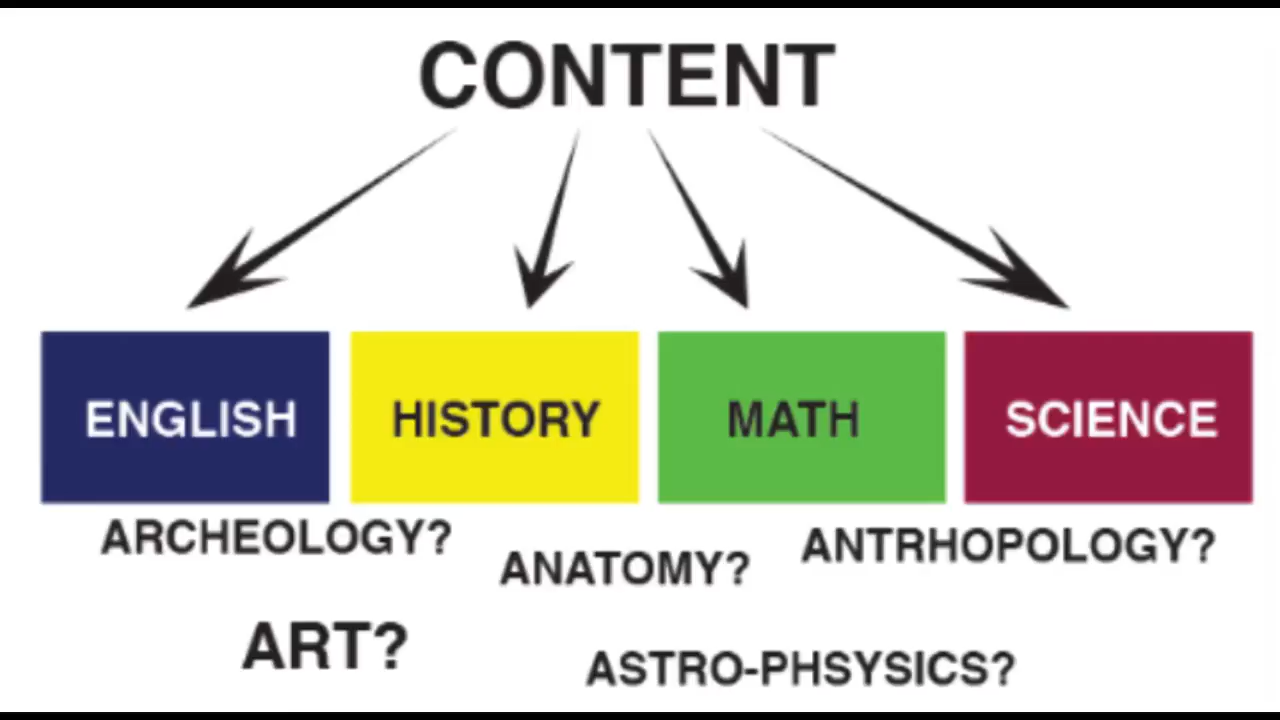 CONTENT
ENGLISH
HISTORY
MATH
SCIENCE
ARCHEOLOGY?
ANATOMY?
ANTRHOPOLOGY?
ART?
ASTRO-PHSYSICS?